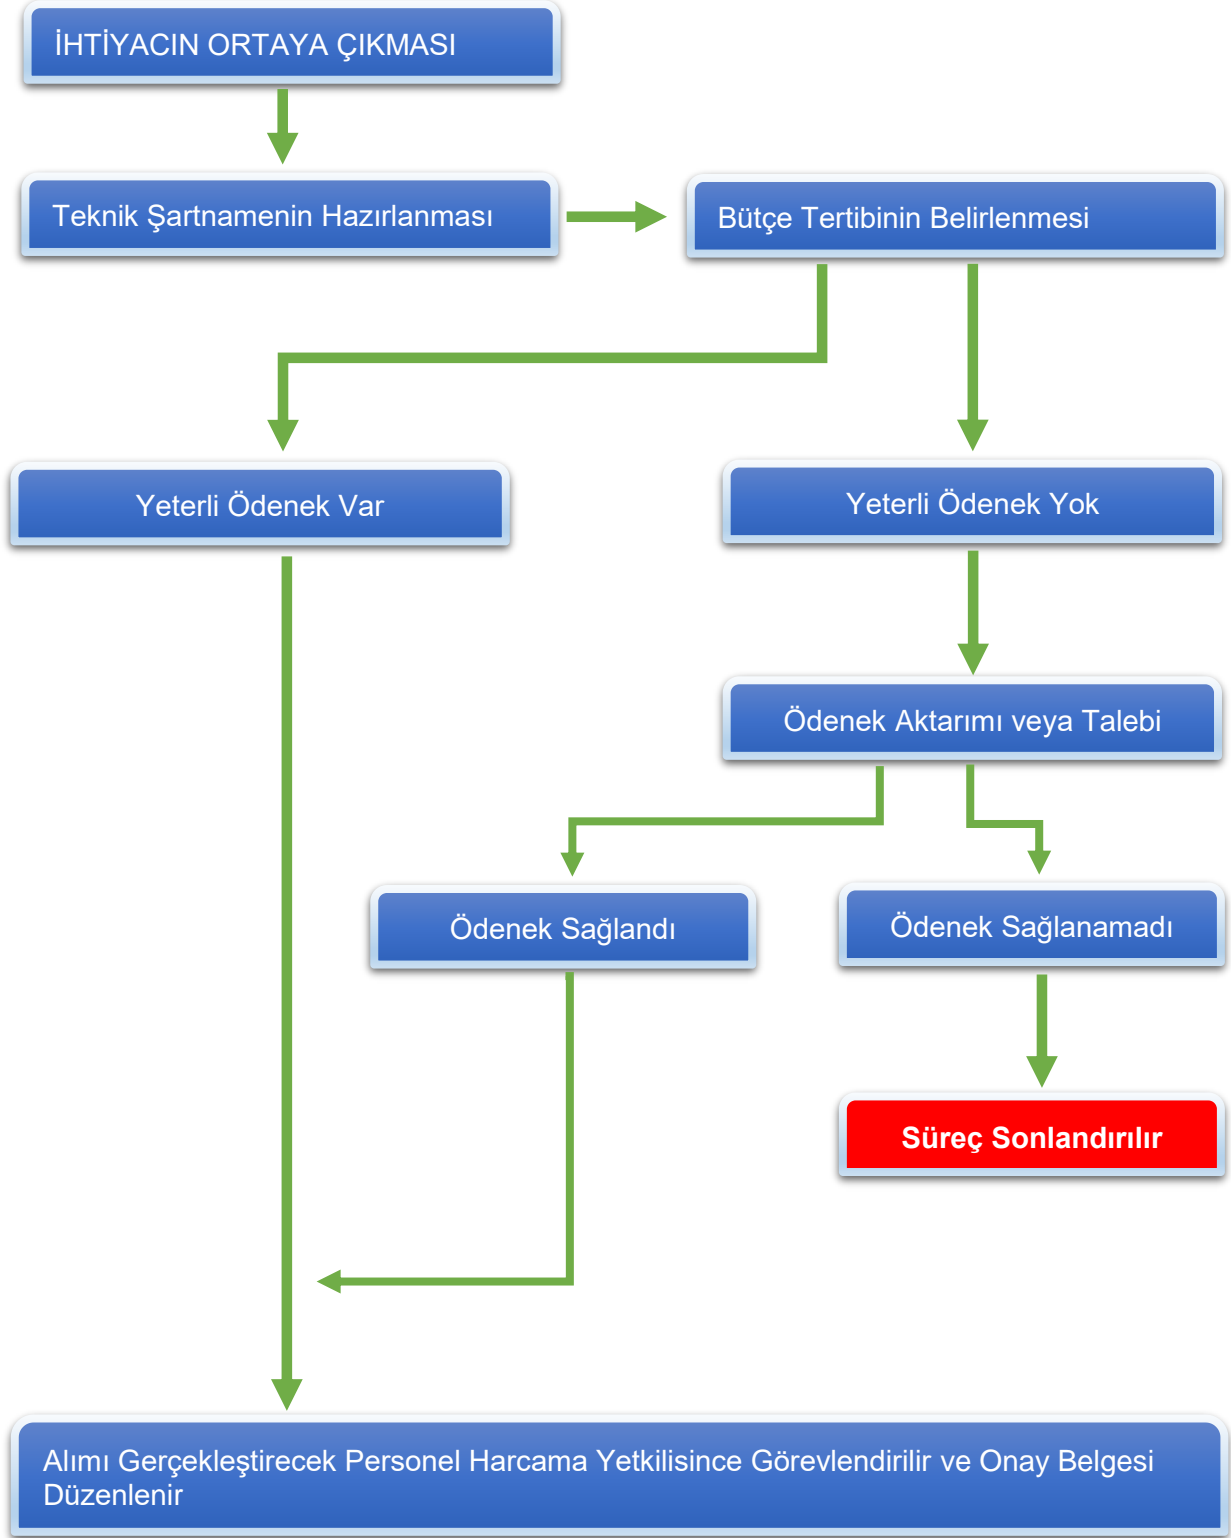 İHTİYACIN ORTAYA ÇIKMASI
Teknik Şartnamenin Hazırlanması
Bütçe Tertibinin Belirlenmesi
Yeterli Ödenek Var
Yeterli Ödenek Yok
Ödenek Aktarımı veya Talebi
Ödenek Sağlandı
Ödenek Sağlanamadı
Süreç Sonlandırılır
Alımı Gerçekleştirecek Personel Harcama Yetkilisince Görevlendirilir ve Onay Belgesi
Düzenlenir